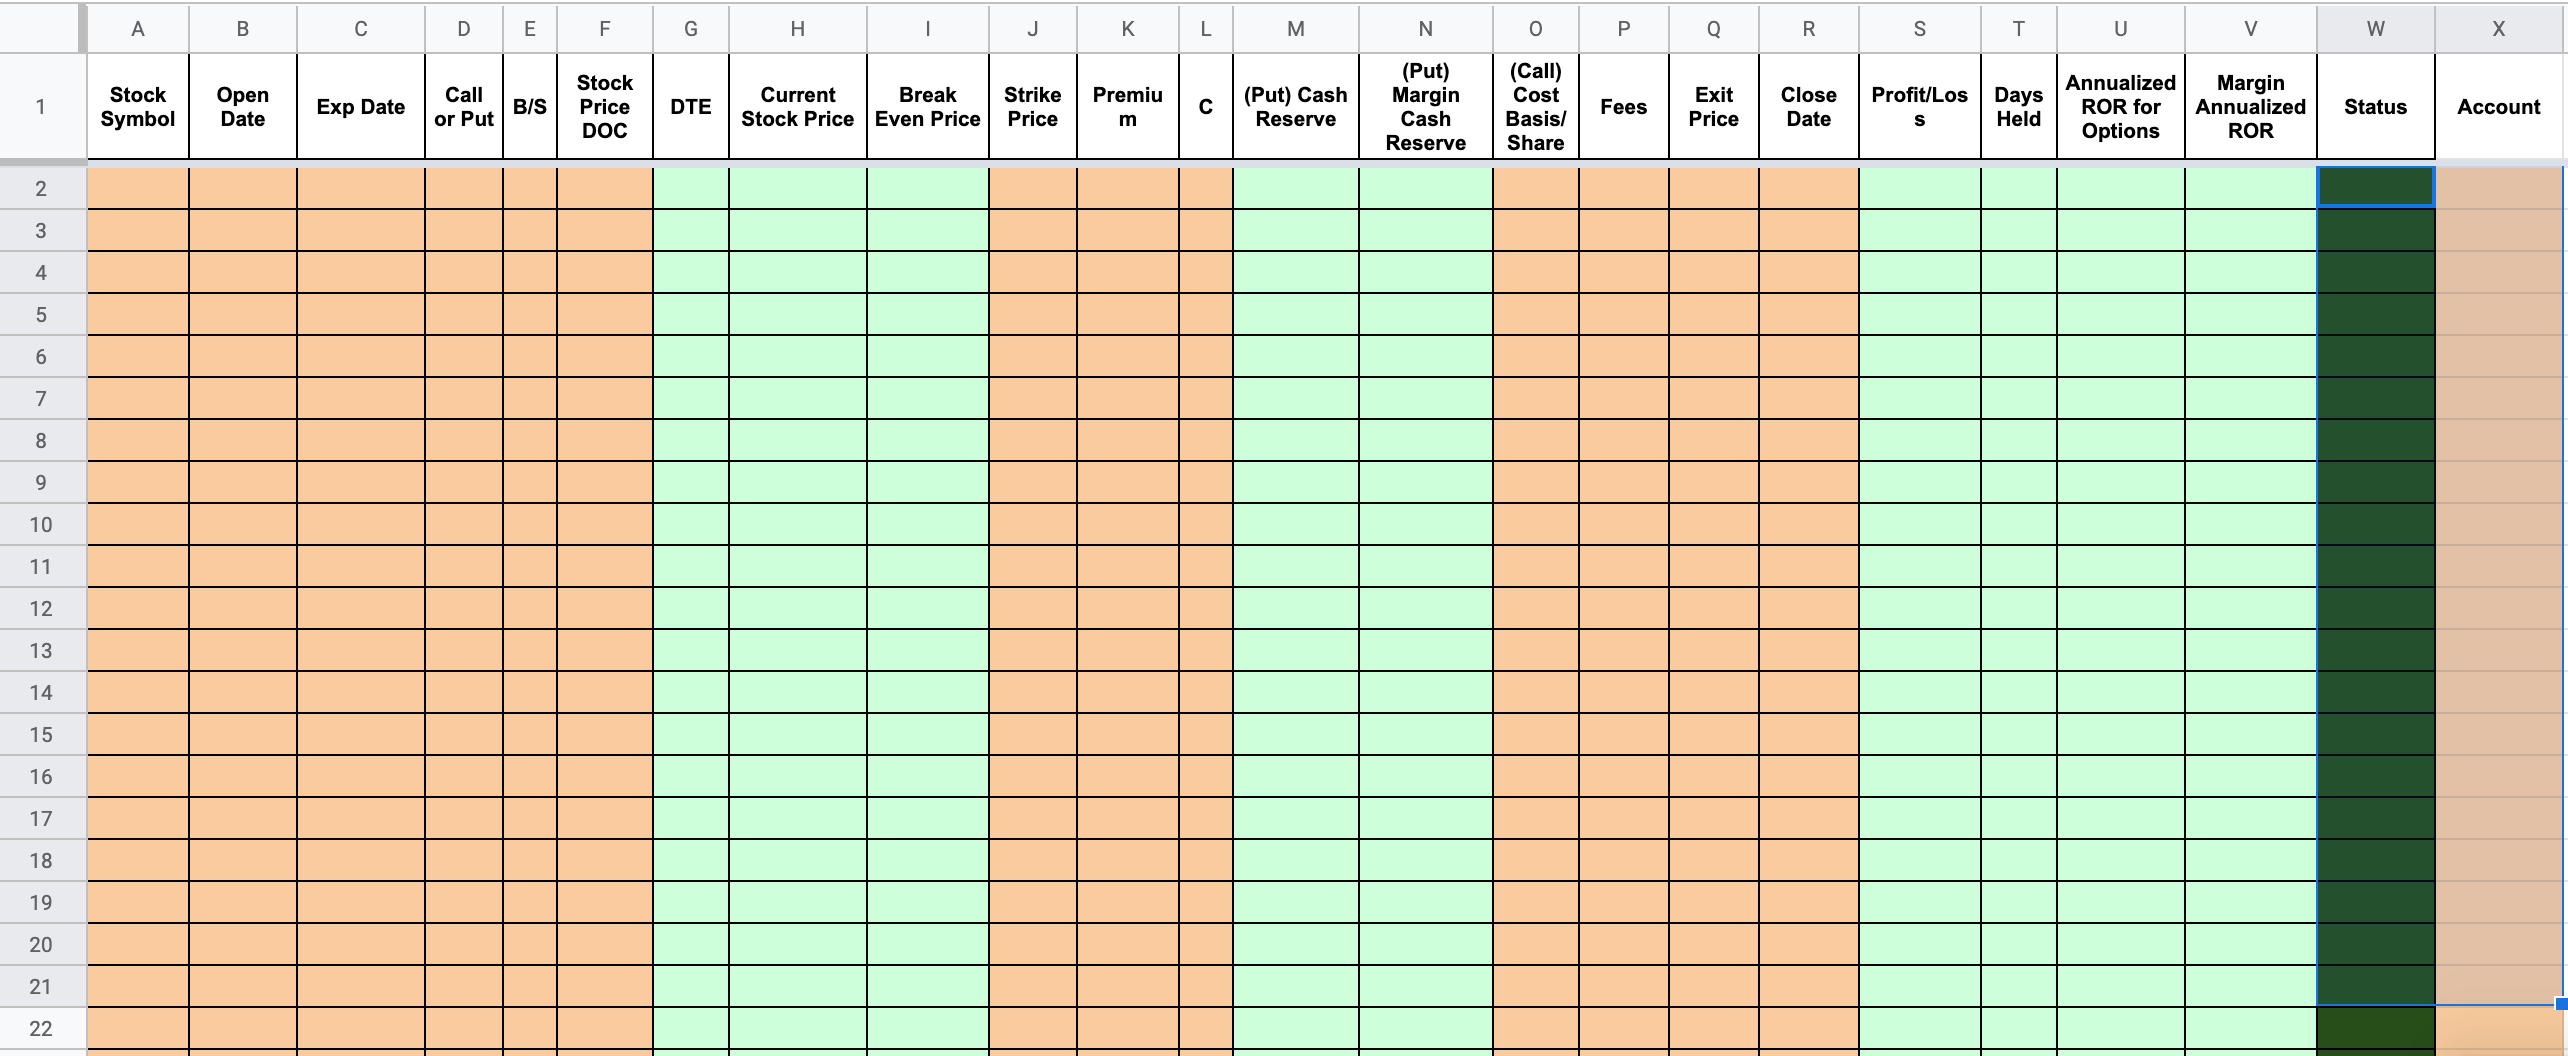 A B C D E F G H I J K L M N O P Q R S T U V W X
1
Stock
Symbol
Open
Date
Exp Date
Call
or Put
B/S
Stock
Price
DOC
DTE
Current
Stock Price
Break
Even Price
Strike
Price
Premiu
m
C
(Put) Cash
Reserve
(Put)
Margin
Cash
Reserve
(Call)
Cost
Basis/
Share
Fees
Exit
Price
Close
Date
Profit/Los
s
Days
Held
Annualized
ROR for
Options
Margin
Annualized
ROR
Status
Account
2
3
4
5
6
7
8
9
10
11
12
13
14
15
16
17
18
19
20
21
22